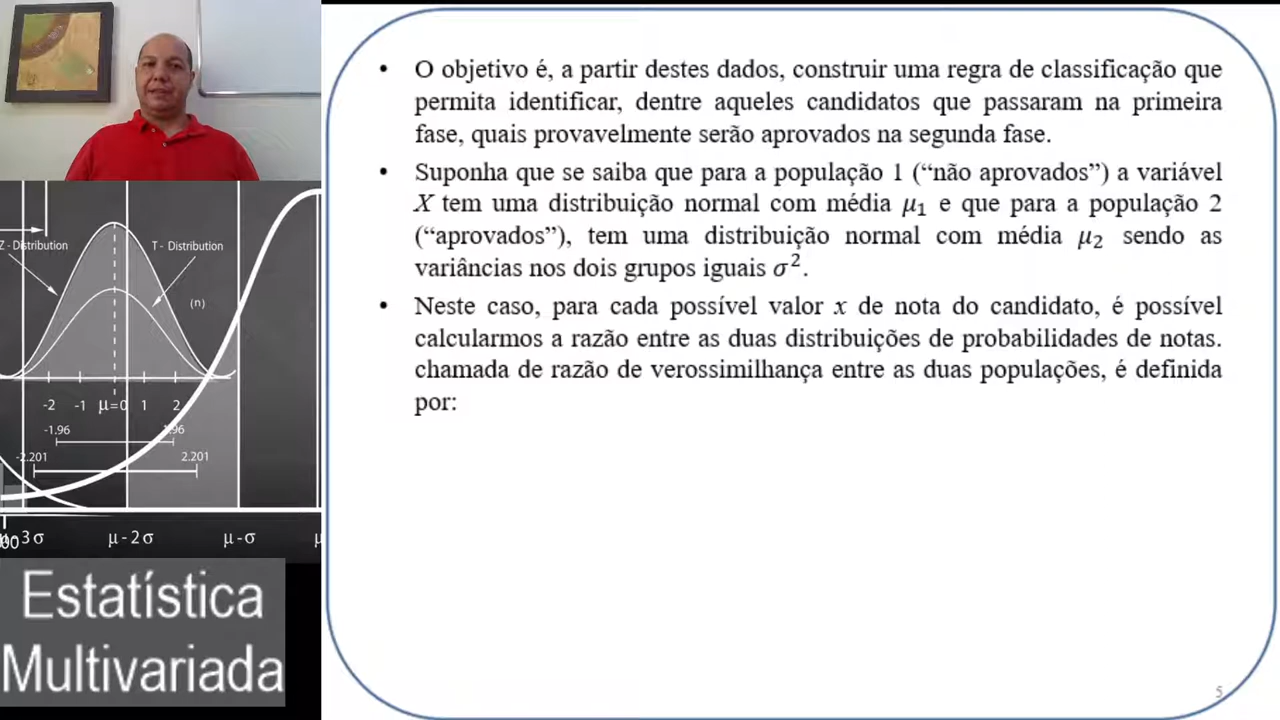 • O objetivo é, a partir destes dados, construir uma regra de classificação que
permita identificar, dentre aqueles candidatos que passaram na primeira
fase, quais provavelmente serão aprovados na segunda fase.
• Suponha que se saiba que para a população 1 (“não aprovados”) a variável
X tem uma distribuição normal com média μ₁ e que para a população 2
(“aprovados”), tem uma distribuição normal com média μ₂ sendo as
variâncias nos dois grupos iguais σ².
• Neste caso, para cada possível valor x de nota do candidato, é possível
calcularmos a razão entre as duas distribuições de probabilidades de notas.
chamada de razão de verossimilhança entre as duas populações, é definida
por:
5
Z - Distribution
T - Distribution
(n)
-2 -1 μ=0 1 2
-1.96 1.96
-2.201 2.201
μ-3σ μ-2σ μ-σ μ
00
Estatística
Multivariada